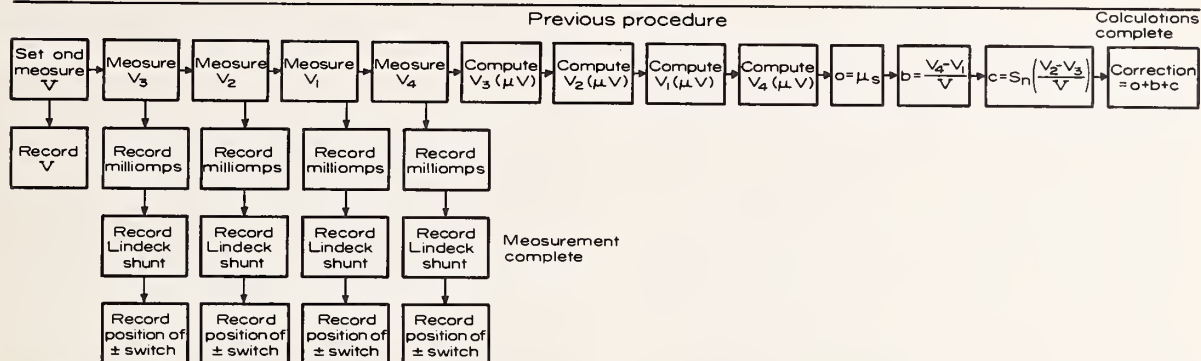 Previous procedure
Calculations
complete
Set and
measure
V
Measure
V₃
Measure
V₂
Measure
V₁
Measure
V₄
Compute
V₃ (μV)
Compute
V₂ (μV)
Compute
V₁ (μV)
Compute
V₄ (μV)
a=μₛ
b=(V₄-V₁)/V
c=Sₙ((V₂-V₃)/V)
Correction
=a+b+c
Record
V
Record
milliamps
Record
milliamps
Record
milliamps
Record
milliamps
Record
Lindeck
shunt
Record
Lindeck
shunt
Record
Lindeck
shunt
Record
Lindeck
shunt
Measurement
complete
Record
position of
± switch
Record
position of
± switch
Record
position of
± switch
Record
position of
± switch